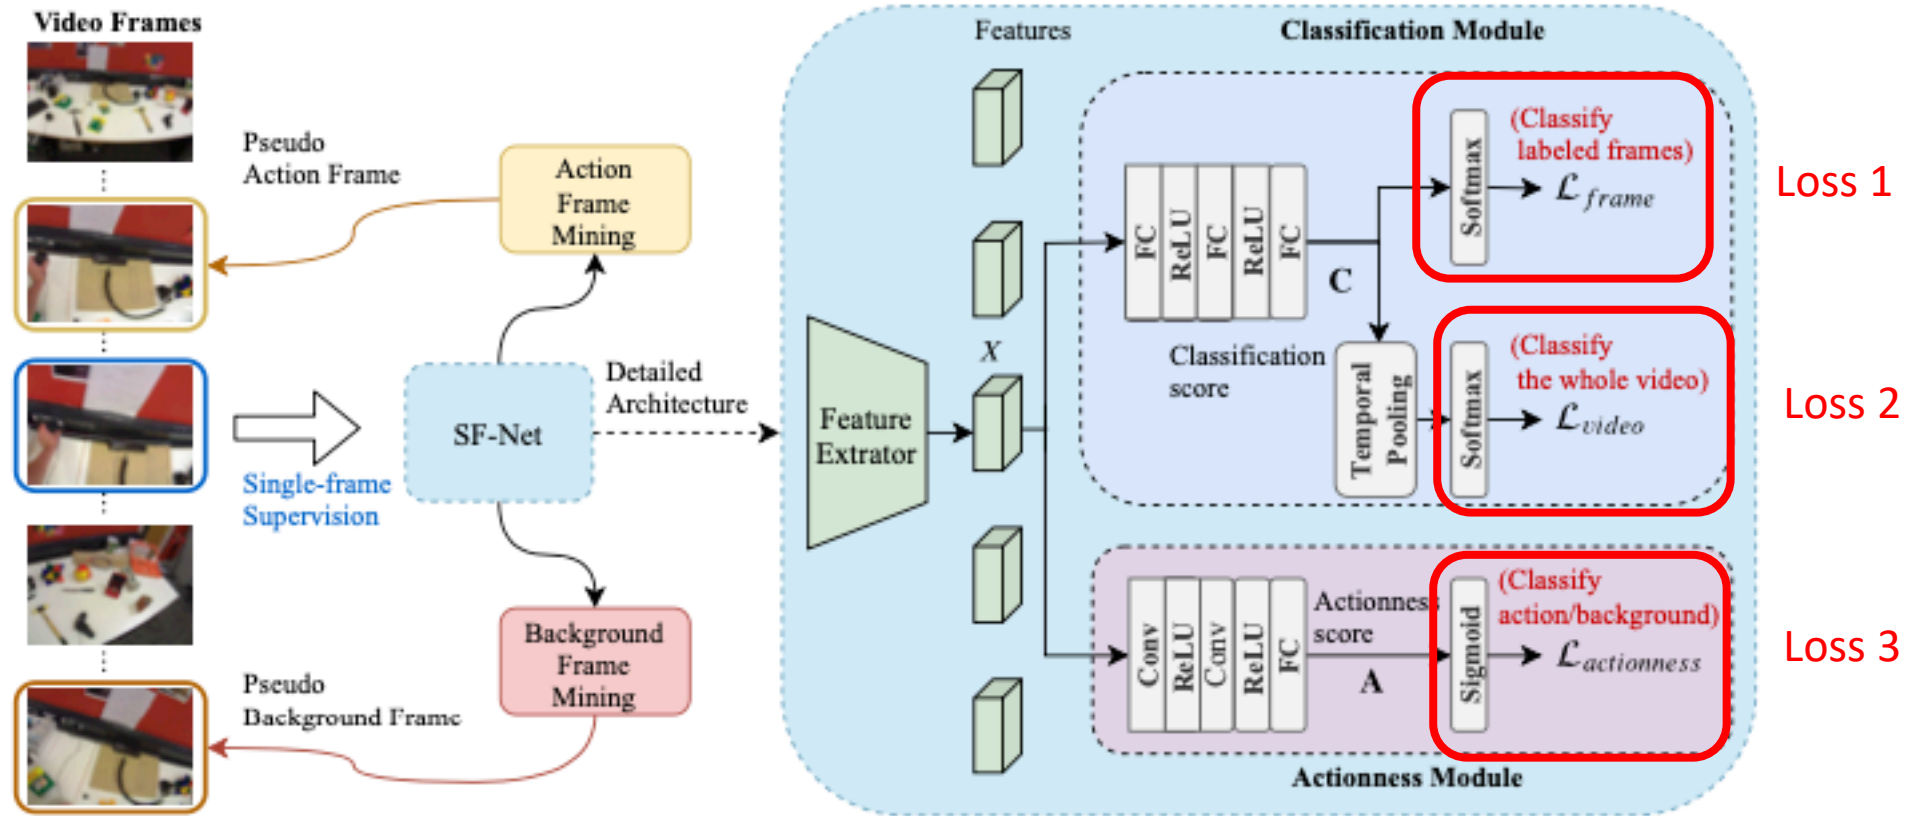 Video Frames
Pseudo
Action Frame
Action
Frame
Mining
SF-Net
Single-frame
Supervision
Detailed
Architecture
Background
Frame
Mining
Pseudo
Background Frame
Features
X
Feature
Extrator
Classification Module
FC
ReLU
FC
ReLU
FC
C
Classification
score
Temporal
Pooling
Softmax
(Classify
labeled frames)
ℒframe
Loss 1
Softmax
(Classify
the whole video)
ℒvideo
Loss 2
Conv
ReLU
Conv
ReLU
FC
Actionness
score
A
Sigmoid
(Classify
action/background)
ℒactionness
Loss 3
Actionness Module